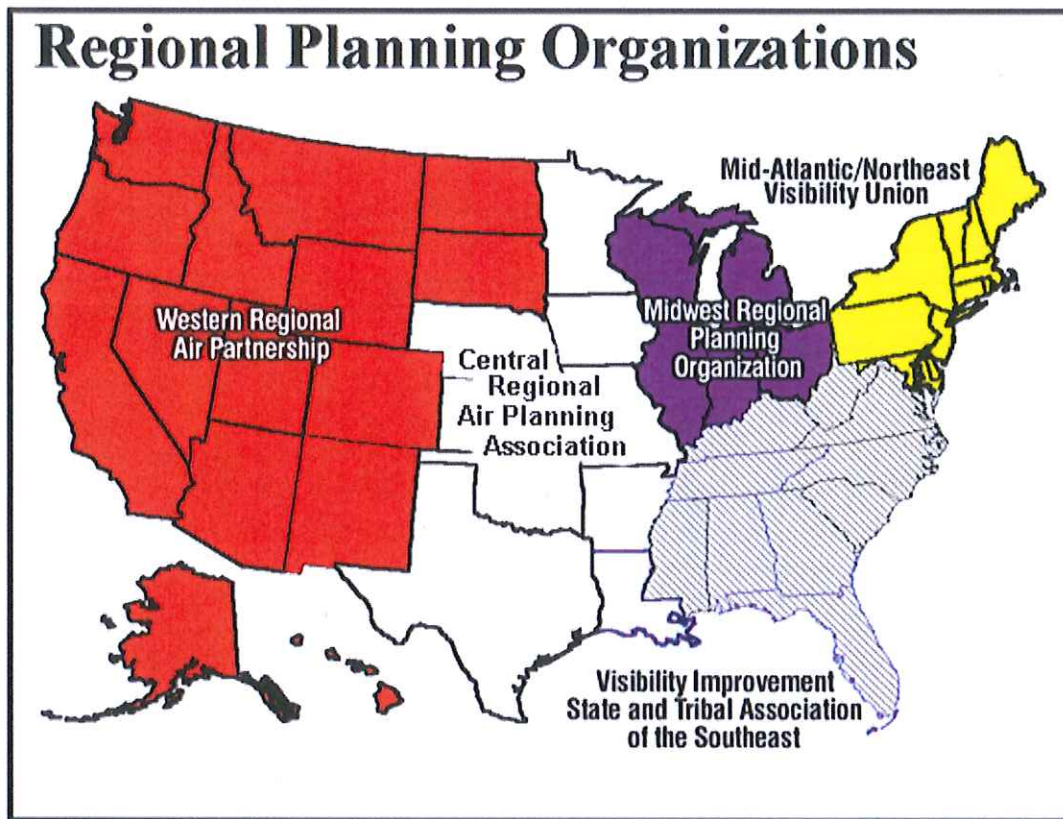 Regional Planning Organizations
Mid-Atlantic/Northeast
Visibility Union
Western Regional
Air Partnership
Midwest Regional
Planning
Organization
Central
Regional
Air Planning
Association
Visibility Improvement
State and Tribal Association
of the Southeast